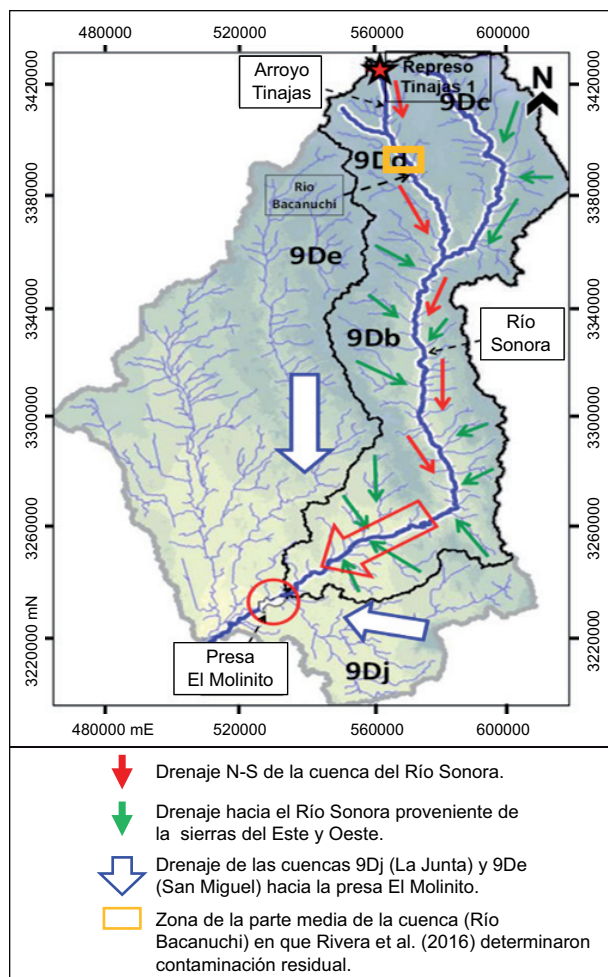 480000 520000 560000 600000
3420000
3380000
3340000
3300000
3260000
3220000 mN
Arroyo
Tinajas
Represo
Tinajas 1
N
9Dc
9Dd
Río
Bacanuchi
9De
9Db
Río
Sonora
Presa
El Molinito
9Dj
480000 mE 520000 560000 600000
Drenaje N-S de la cuenca del Río Sonora.
Drenaje hacia el Río Sonora proveniente de
la sierras del Este y Oeste.
Drenaje de las cuencas 9Dj (La Junta) y 9De
(San Miguel) hacia la presa El Molinito.
Zona de la parte media de la cuenca (Río
Bacanuchi) en que Rivera et al. (2016) determinaron
contaminación residual.